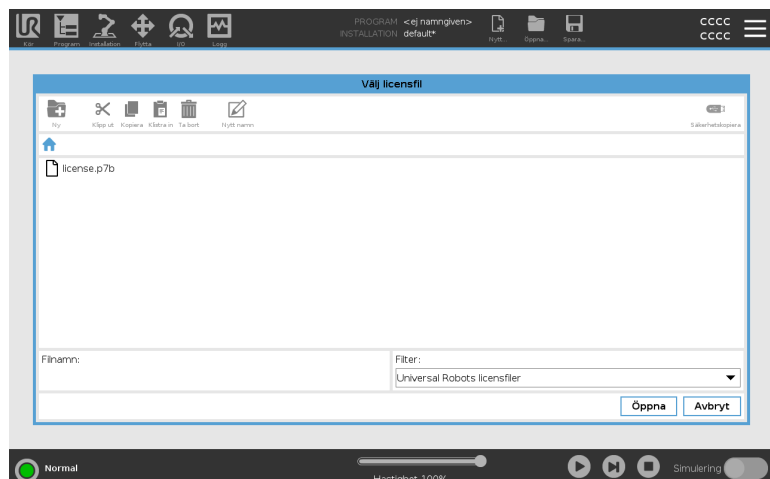 UR
PROGRAM <ej namngiven>
INSTALLATION default*
CCCC
CCCC
Kör Program Installation Flytta I/O Logg
Nytt... Öppna... Spara...
Välj licensfil
Ny Klipp ut Kopiera Klistra in Ta bort Nytt namn Säkerhetskopiera
license.p7b
Filnamn: Filter:
Universal Robots licensfiler
Öppna Avbryt
Normal
Hastighet 100%
Simulering